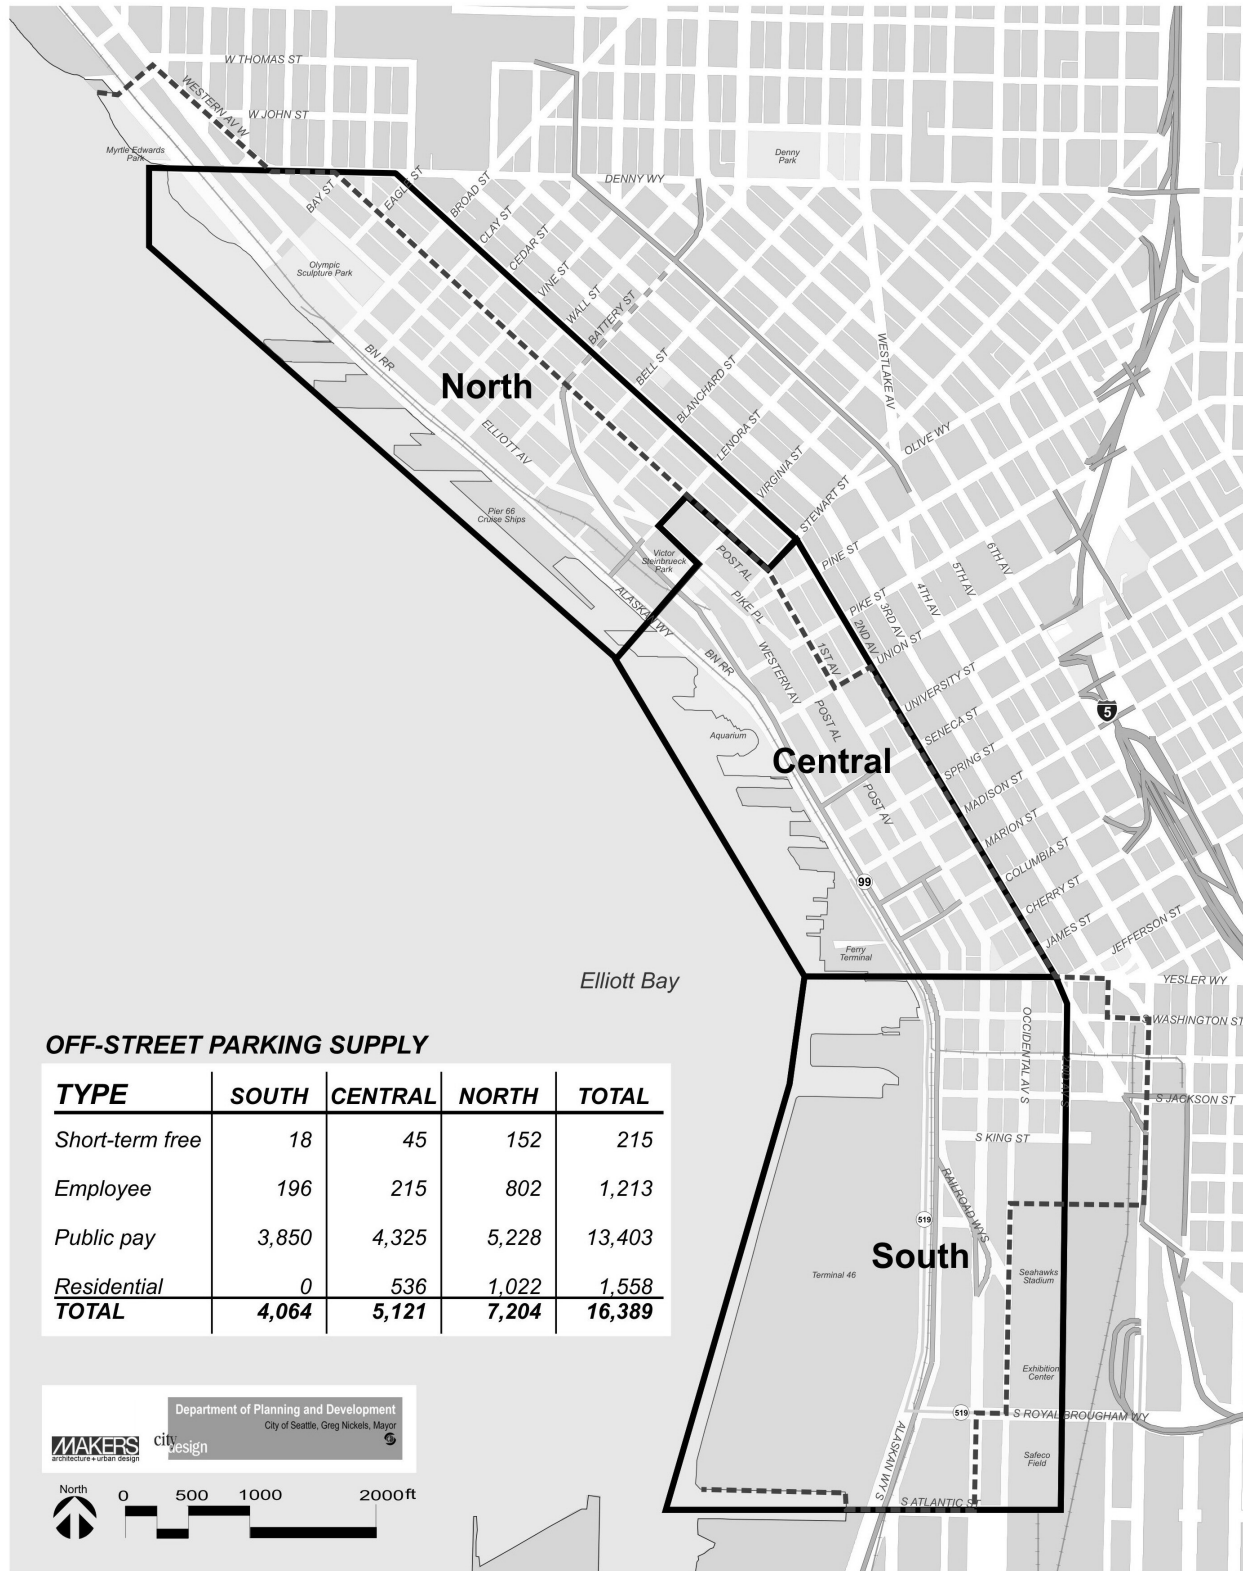 W THOMAS ST
WESTERN AV W
W JOHN ST
Myrtle Edwards
Park
Denny
Park
DENNY WY
BAY ST
EAGLE ST
BROAD ST
CLAY ST
CEDAR ST
VINE ST
WALL ST
BATTERY ST
BELL ST
BLANCHARD ST
LENORA ST
VIRGINIA ST
STEWART ST
WESTLAKE AV
OLIVE WY
Olympic
Sculpture Park
BN RR
North
ELLIOTT AV
Pier 66
Cruise Ships
Victor
Steinbrueck
Park
POST AL
PINE ST
PIKE PL
PIKE ST
6TH AV
5TH AV
4TH AV
3RD AV
2ND AV
1ST AV
UNION ST
ALASKAN WY
BN RR
WESTERN AV
UNIVERSITY ST
POST AL
SENECA ST
5
Aquarium
Central
SPRING ST
POST AV
MADISON ST
MARION ST
COLUMBIA ST
99
CHERRY ST
JAMES ST
JEFFERSON ST
Ferry
Terminal
Elliott Bay
YESLER WY
S WASHINGTON ST
OCCIDENTAL AV S
2ND AV S
S JACKSON ST
S KING ST
RAILROAD WY S
519
South
Terminal 46
Seahawks
Stadium
Exhibition
Center
519
S ROYAL BROUGHAM WY
ALASKAN WY S
Safeco
Field
S ATLANTIC ST
OFF-STREET PARKING SUPPLY
TYPE SOUTH CENTRAL NORTH TOTAL
Short-term free 18 45 152 215
Employee 196 215 802 1,213
Public pay 3,850 4,325 5,228 13,403
Residential 0 536 1,022 1,558
TOTAL 4,064 5,121 7,204 16,389
Department of Planning and Development
City of Seattle, Greg Nickels, Mayor
MAKERS
architecture + urban design
city
design
North
0 500 1000 2000 ft